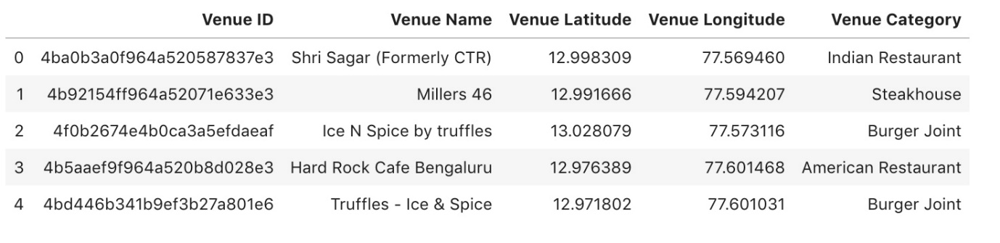 Venue ID Venue Name Venue Latitude Venue Longitude Venue Category
0 4ba0b3a0f964a520587837e3 Shri Sagar (Formerly CTR) 12.998309 77.569460 Indian Restaurant
1 4b92154ff964a52071e633e3 Millers 46 12.991666 77.594207 Steakhouse
2 4f0b2674e4b0ca3a5efdaeaf Ice N Spice by truffles 13.028079 77.573116 Burger Joint
3 4b5aaef9f964a520b8d028e3 Hard Rock Cafe Bengaluru 12.976389 77.601468 American Restaurant
4 4bd446b341b9ef3b27a801e6 Truffles - Ice & Spice 12.971802 77.601031 Burger Joint